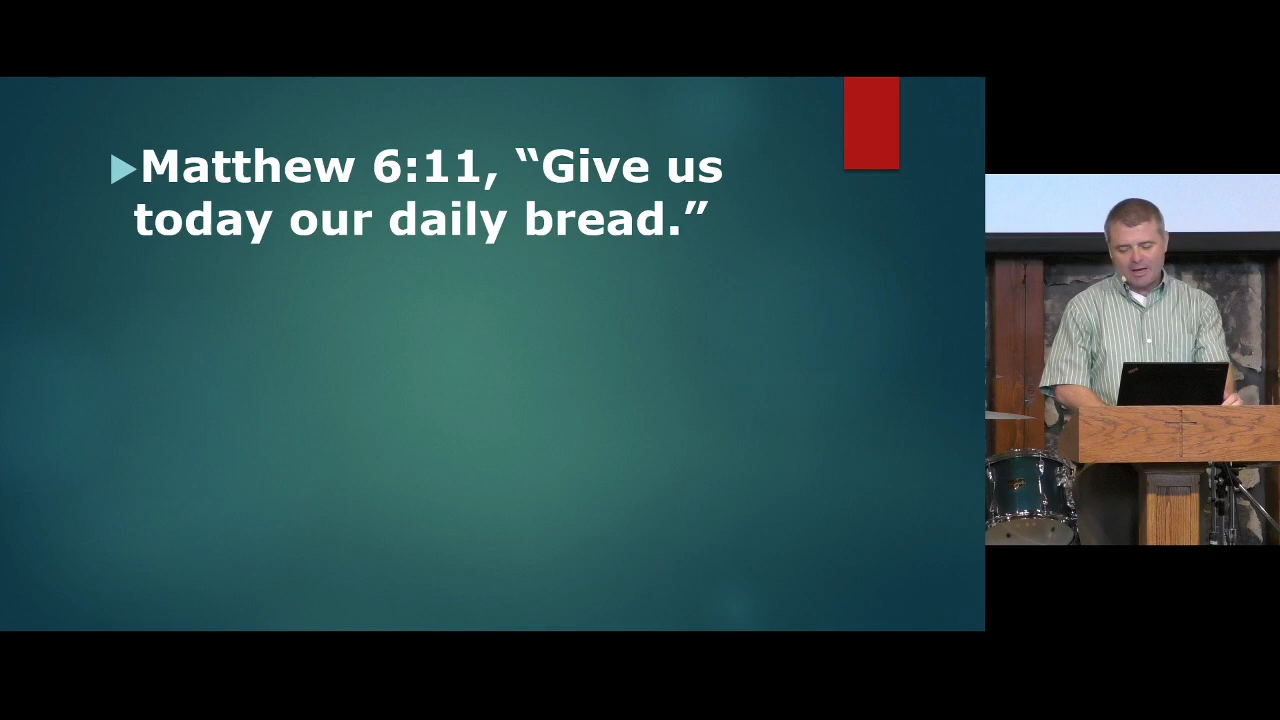 Matthew 6:11, “Give us
today our daily bread.”